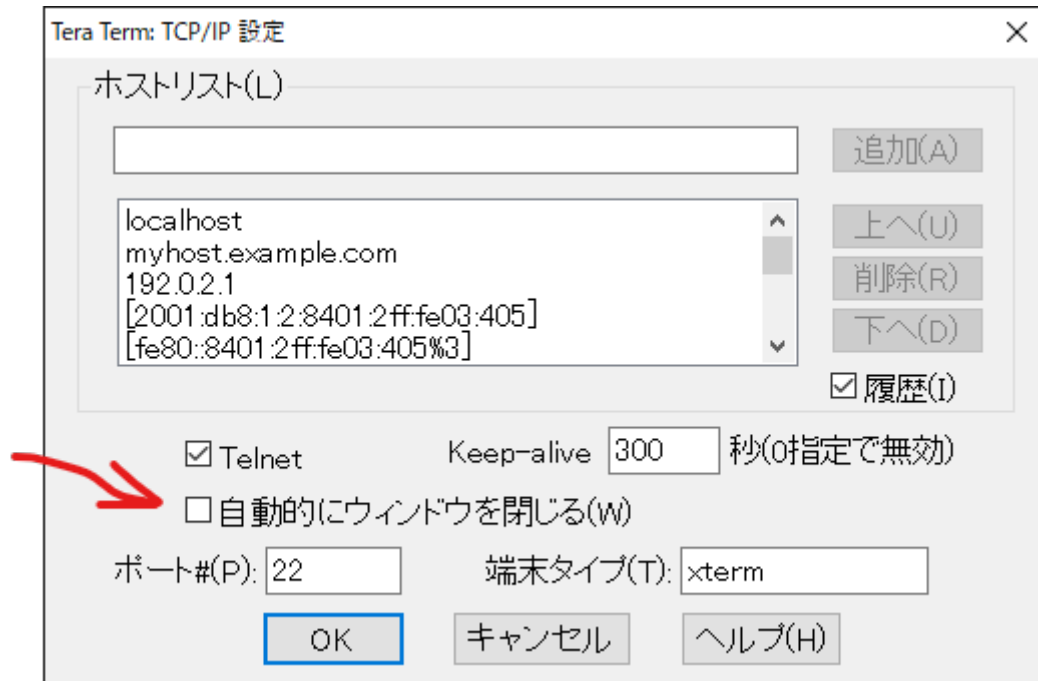 Tera Term: TCP/IP 設定
ホストリスト(L)
追加(A)
localhost
myhost.example.com
192.0.2.1
[2001:db8:1:2:8401:2ff:fe03:405]
[fe80::8401:2ff:fe03:405%3]
上へ(U)
削除(R)
下へ(D)
履歴(I)
Telnet Keep-alive 300 秒(0指定で無効)
自動的にウィンドウを閉じる(W)
ポート#(P): 22 端末タイプ(T): xterm
OK キャンセル ヘルプ(H)